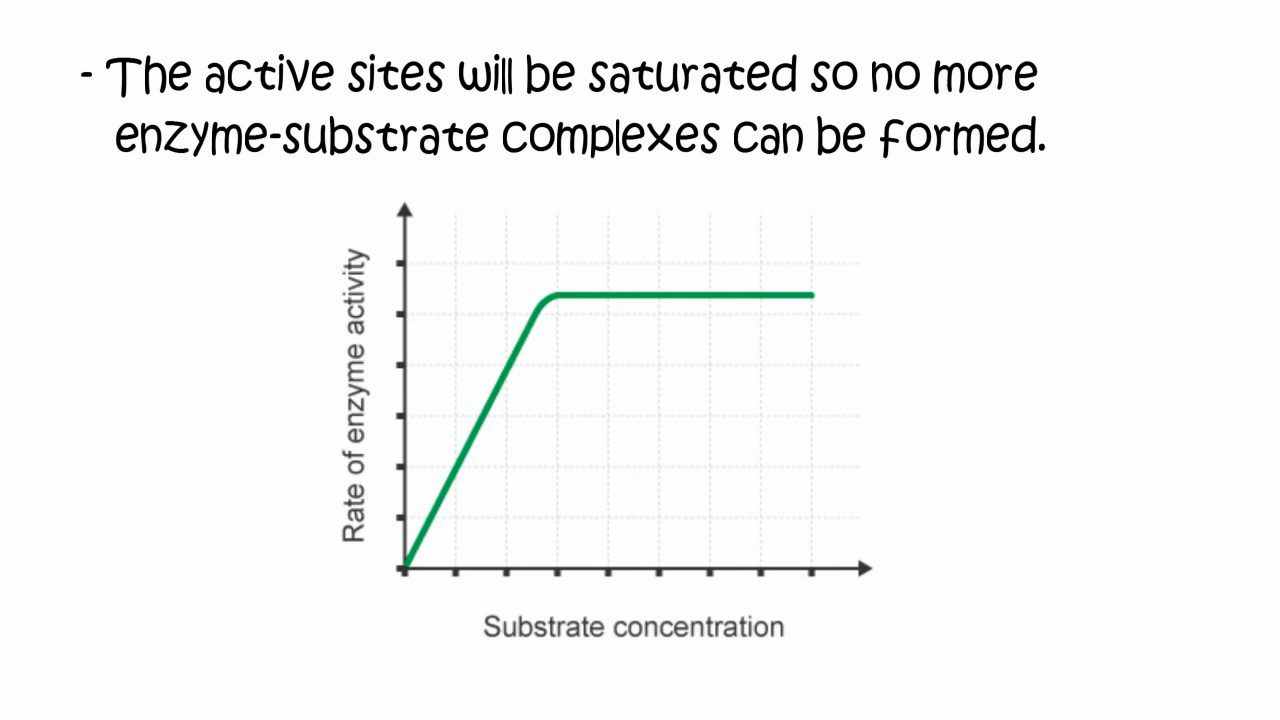 - The active sites will be saturated so no more
enzyme-substrate complexes can be formed.
Rate of enzyme activity
Substrate concentration